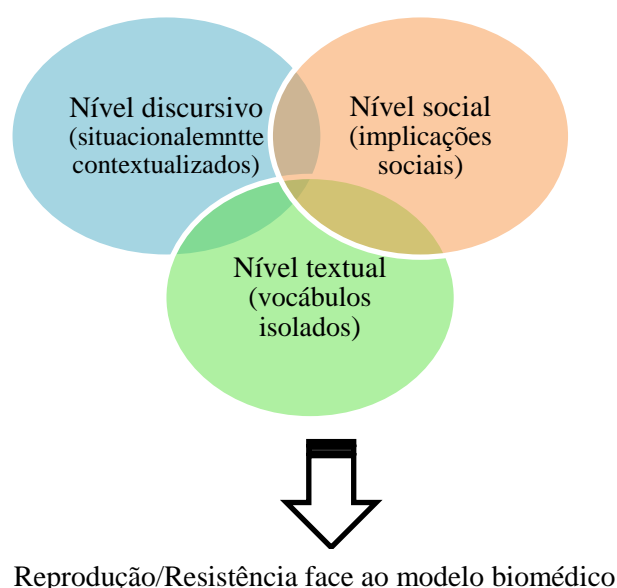 Nível discursivo
(situacionalemntte
contextualizados)
Nível social
(implicações
sociais)
Nível textual
(vocábulos
isolados)
Reprodução/Resistência face ao modelo biomédico